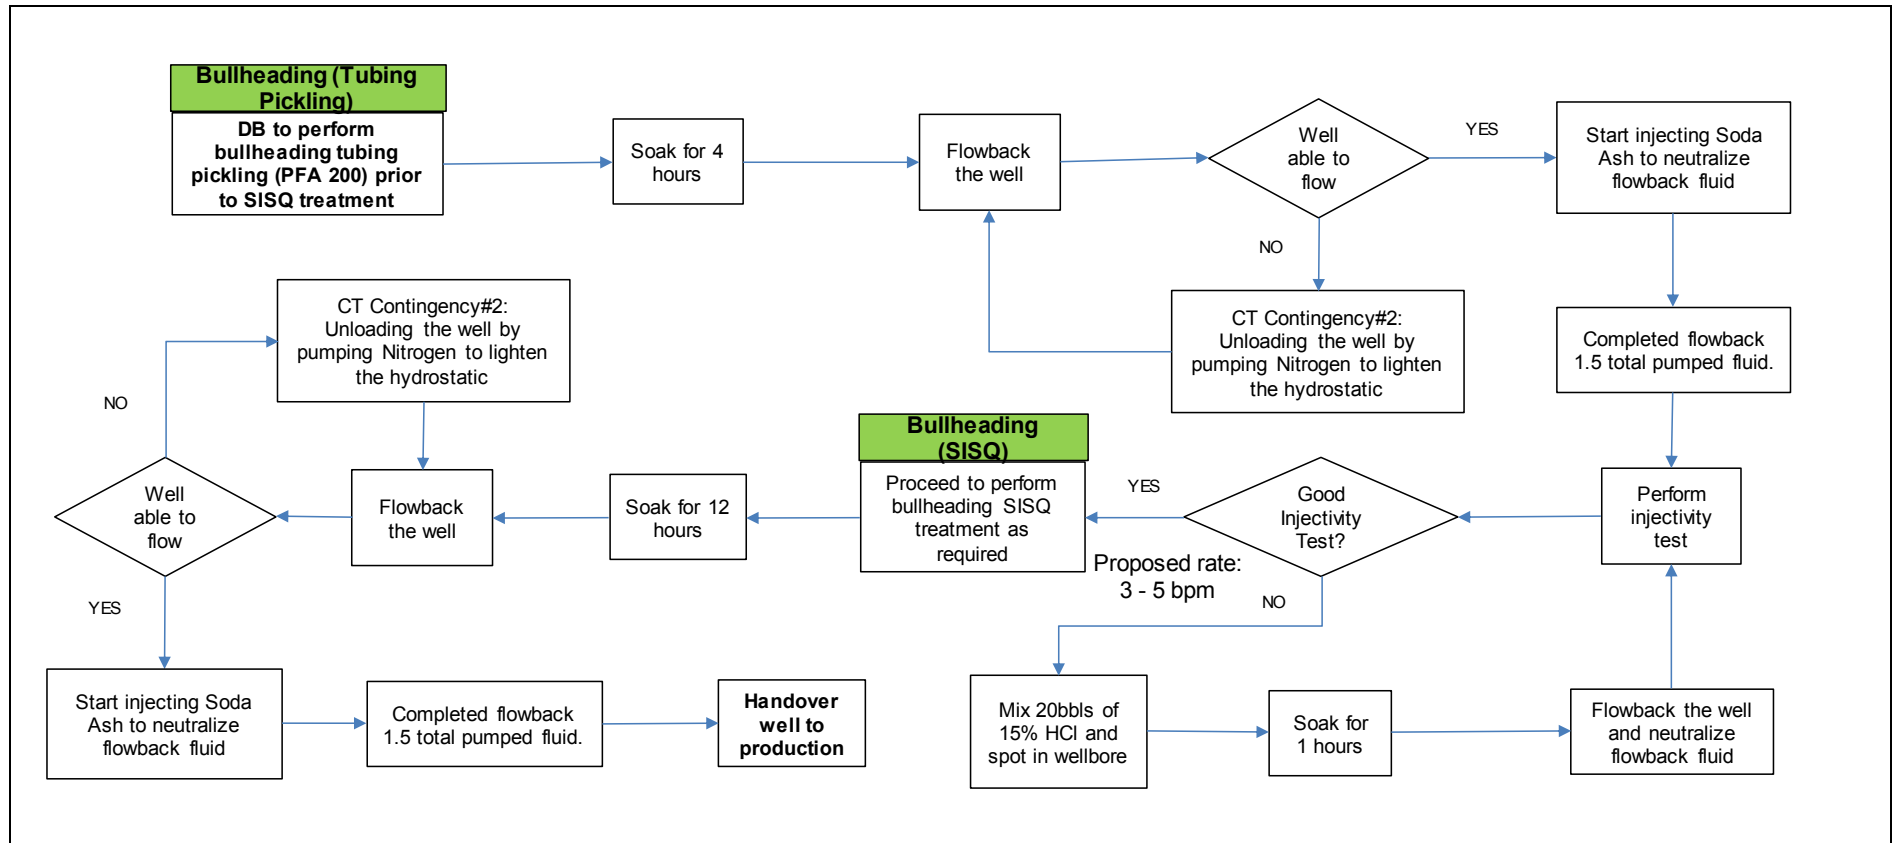 Bullheading (Tubing
Pickling)
DB to perform
bullheading tubing
pickling (PFA 200) prior
to SISQ treatment
Soak for 4
hours
Flowback
the well
Well
able to
flow
YES
Start injecting Soda
Ash to neutralize
flowback fluid
NO
CT Contingency#2:
Unloading the well by
pumping Nitrogen to lighten
the hydrostatic
Completed flowback
1.5 total pumped fluid.
Perform
injectivity
test
Good
Injectivity
Test?
YES
Proposed rate:
3 - 5 bpm
NO
Mix 20bbls of
15% HCl and
spot in wellbore
Soak for
1 hours
Flowback the well
and neutralize
flowback fluid
Bullheading
(SISQ)
Proceed to perform
bullheading SISQ
treatment as
required
Soak for 12
hours
Flowback
the well
Well
able to
flow
NO
CT Contingency#2:
Unloading the well by
pumping Nitrogen to lighten
the hydrostatic
YES
Start injecting Soda
Ash to neutralize
flowback fluid
Completed flowback
1.5 total pumped fluid.
Handover
well to
production